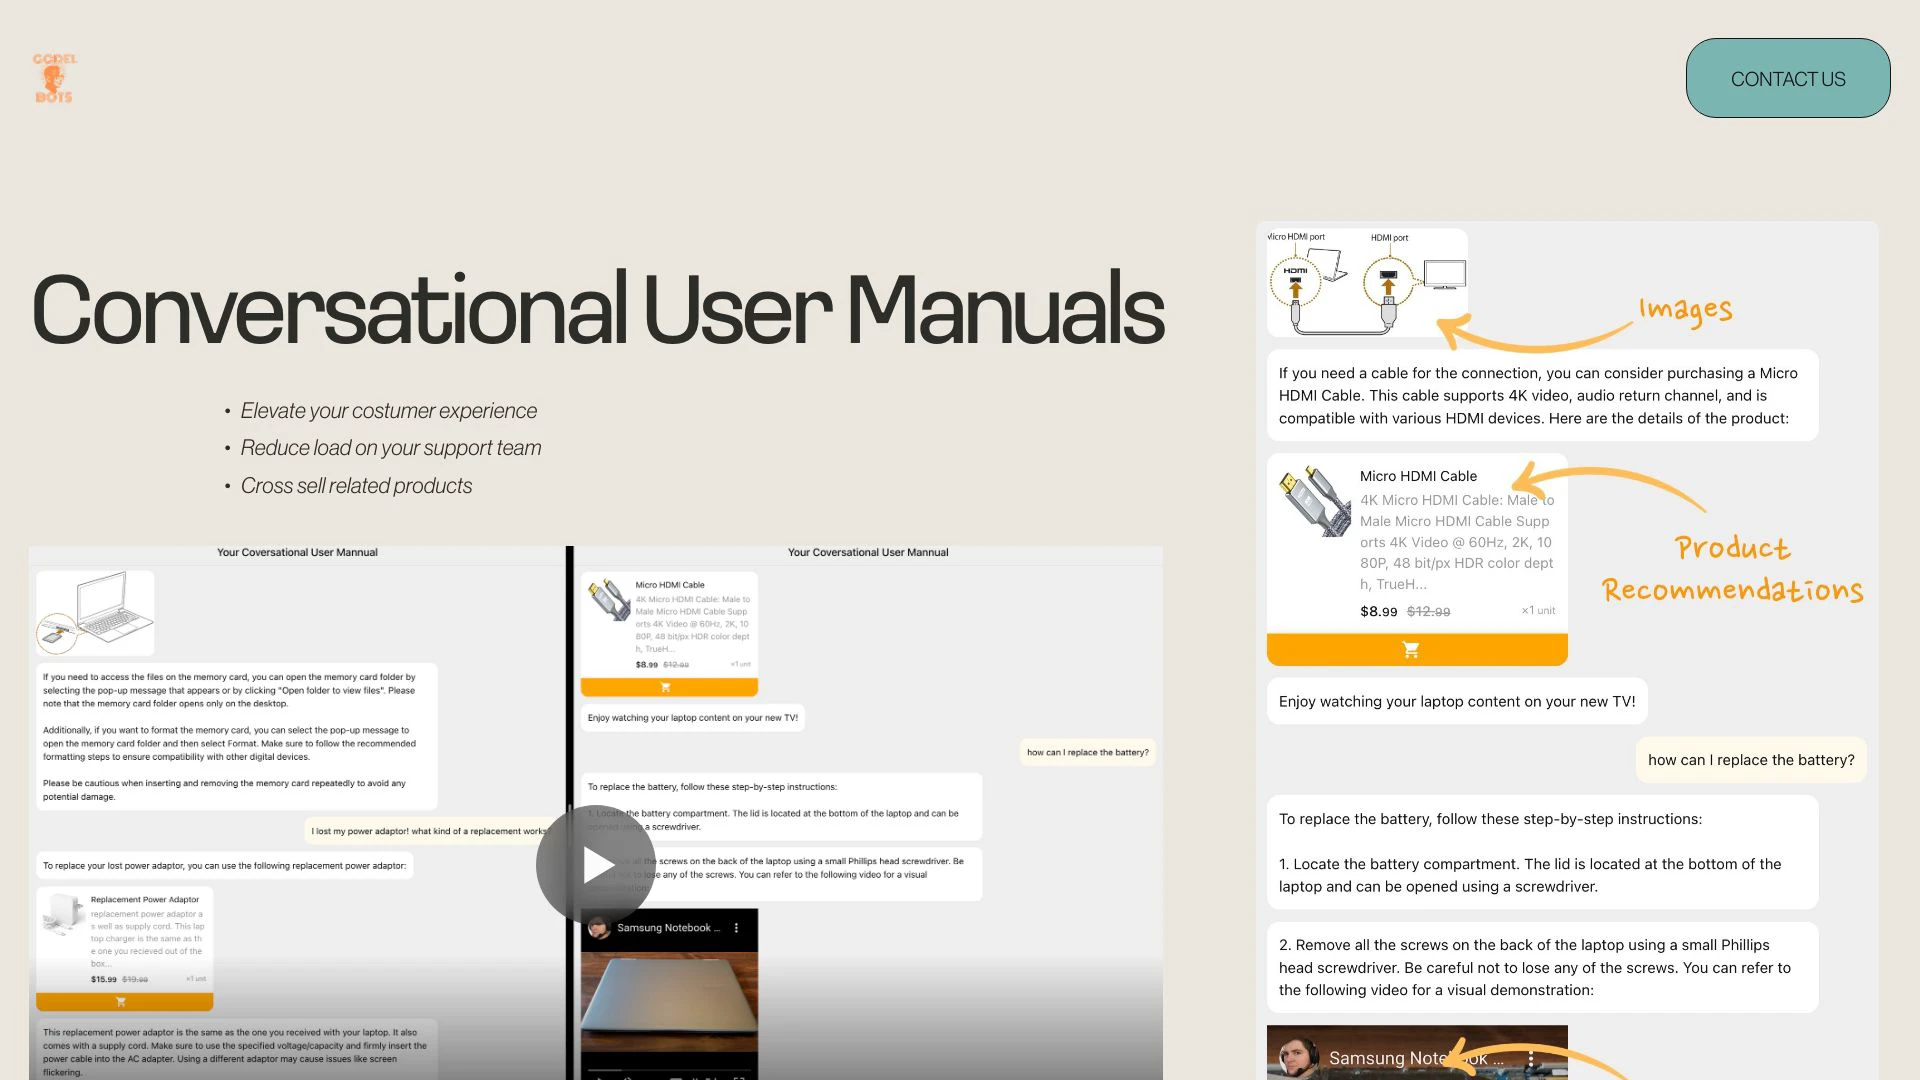 GODEL
BOTS
CONTACT US
Conversational User Manuals
• Elevate your costumer experience
• Reduce load on your support team
• Cross sell related products
Your Coversational User Mannual
If you need to access the files on the memory card, you can open the memory card folder by
selecting the pop-up message that appears or by clicking "Open folder to view files". Please
note that the memory card folder opens only on the desktop.
Additionally, if you want to format the memory card, you can select the pop-up message to
open the memory card folder and then select Format. Make sure to follow the recommended
formatting steps to ensure compatibility with other digital devices.
Please be cautious when inserting and removing the memory card repeatedly to avoid any
potential damage.
I lost my power adaptor! what kind of a replacement works
To replace your lost power adaptor, you can use the following replacement power adaptor:
Replacement Power Adaptor
replacement power adaptor a
s well as supply cord. This lap
top charger is the same as th
e one you recieved out of the
box...
$15.99 $19.99 ×1 unit
This replacement power adaptor is the same as the one you received with your laptop. It also
comes with a supply cord. Make sure to use the specified voltage/capacity and firmly insert the
power cable into the AC adapter. Using a different adaptor may cause issues like screen
flickering.
Your Coversational User Mannual
Micro HDMI Cable
4K Micro HDMI Cable: Male to
Male Micro HDMI Cable Supp
orts 4K Video @ 60Hz, 2K, 10
80P, 48 bit/px HDR color dept
h, TrueH...
$8.99 $12.99 ×1 unit
Enjoy watching your laptop content on your new TV!
how can I replace the battery?
To replace the battery, follow these step-by-step instructions:
1. Locate the battery compartment. The lid is located at the bottom of the laptop and can be
opened using a screwdriver.
all the screws on the back of the laptop using a small Phillips head screwdriver. Be
not to lose any of the screws. You can refer to the following video for a visual
Samsung Notebook ...
Micro HDMI port HDMI port
HDMI
Images
If you need a cable for the connection, you can consider purchasing a Micro
HDMI Cable. This cable supports 4K video, audio return channel, and is
compatible with various HDMI devices. Here are the details of the product:
Micro HDMI Cable
4K Micro HDMI Cable: Male to
Male Micro HDMI Cable Supp
orts 4K Video @ 60Hz, 2K, 10
80P, 48 bit/px HDR color dept
h, TrueH...
$8.99 $12.99 ×1 unit
Product
Recommendations
Enjoy watching your laptop content on your new TV!
how can I replace the battery?
To replace the battery, follow these step-by-step instructions:
1. Locate the battery compartment. The lid is located at the bottom of the
laptop and can be opened using a screwdriver.
2. Remove all the screws on the back of the laptop using a small Phillips
head screwdriver. Be careful not to lose any of the screws. You can refer to
the following video for a visual demonstration:
Samsung Notebook ...